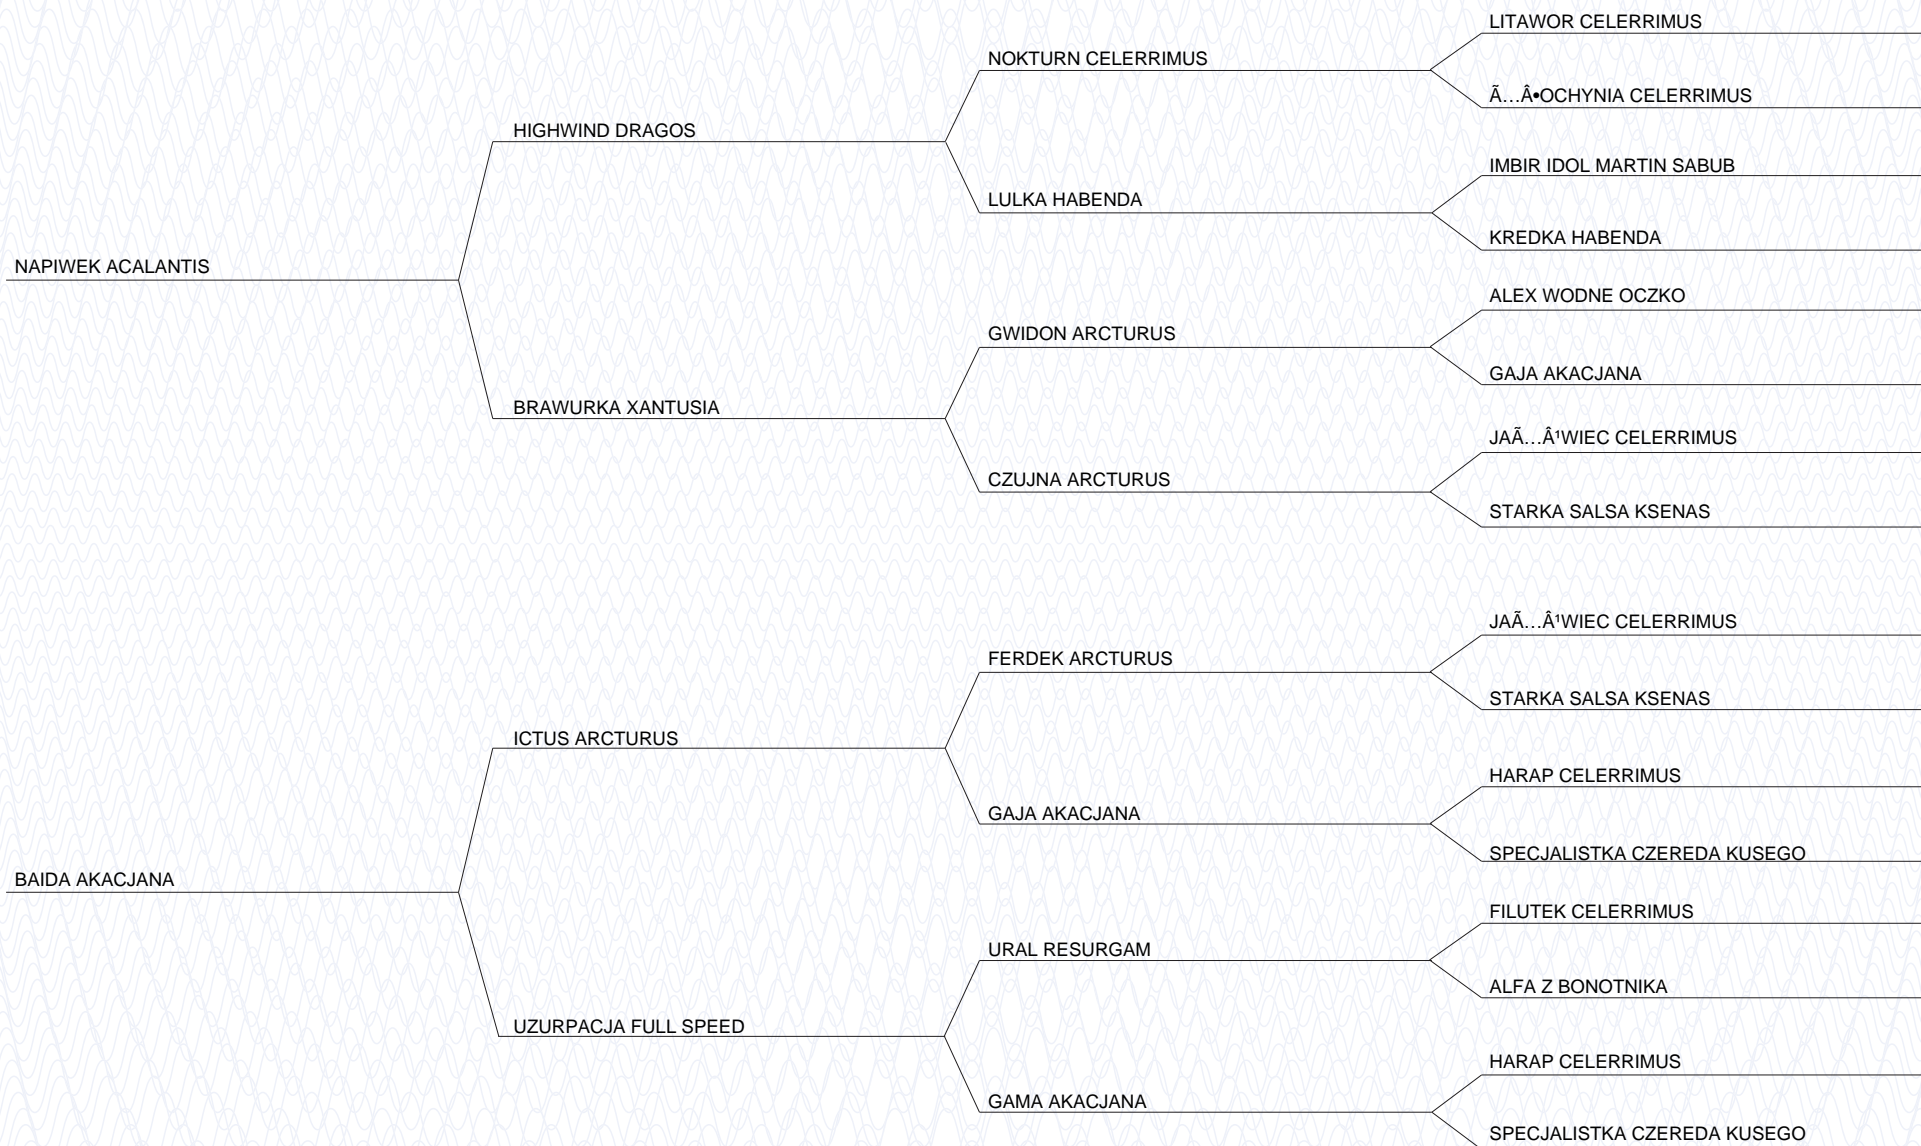 LITAWOR CELERRIMUS
NOKTURN CELERRIMUS
Ã…Â•OCHYNIA CELERRIMUS
HIGHWIND DRAGOS
IMBIR IDOL MARTIN SABUB
LULKA HABENDA
KREDKA HABENDA
NAPIWEK ACALANTIS
ALEX WODNE OCZKO
GWIDON ARCTURUS
GAJA AKACJANA
BRAWURKA XANTUSIA
JAÃ…Â¹WIEC CELERRIMUS
CZUJNA ARCTURUS
STARKA SALSA KSENAS
JAÃ…Â¹WIEC CELERRIMUS
FERDEK ARCTURUS
STARKA SALSA KSENAS
ICTUS ARCTURUS
HARAP CELERRIMUS
GAJA AKACJANA
SPECJALISTKA CZEREDA KUSEGO
BAIDA AKACJANA
FILUTEK CELERRIMUS
URAL RESURGAM
ALFA Z BONOTNIKA
UZURPACJA FULL SPEED
HARAP CELERRIMUS
GAMA AKACJANA
SPECJALISTKA CZEREDA KUSEGO